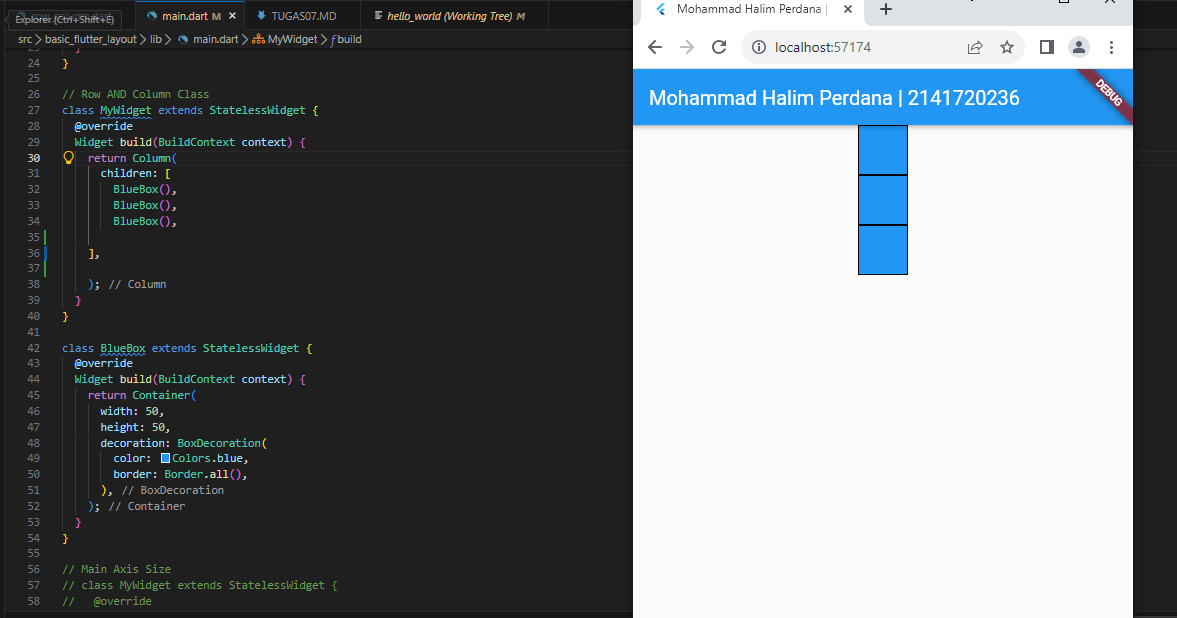 Explorer (Ctrl+Shift+E)
main.dart M
TUGAS07.MD
hello_world (Working Tree) M
src > basic_flutter_layout > lib > main.dart > MyWidget > build
24 }
25
26 // Row AND Column Class
27 class MyWidget extends StatelessWidget {
28 @override
29 Widget build(BuildContext context) {
30 return Column(
31 children: [
32 BlueBox(),
33 BlueBox(),
34 BlueBox(),
35
36 ],
37
38 ); // Column
39 }
40 }
41
42 class BlueBox extends StatelessWidget {
43 @override
44 Widget build(BuildContext context) {
45 return Container(
46 width: 50,
47 height: 50,
48 decoration: BoxDecoration(
49 color: Colors.blue,
50 border: Border.all(),
51 ), // BoxDecoration
52 ); // Container
53 }
54 }
55
56 // Main Axis Size
57 // class MyWidget extends StatelessWidget {
58 // @override
Mohammad Halim Perdana |
localhost:57174
Mohammad Halim Perdana | 2141720236
DEBUG